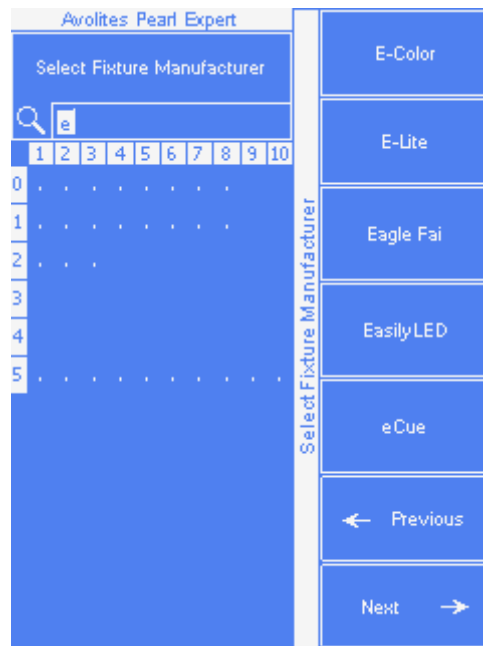 Avolites Pearl Expert
Select Fixture Manufacturer
e
1 2 3 4 5 6 7 8 9 10
0
1
2
3
4
5
Select Fixture Manufacturer
E-Color
E-Lite
Eagle Fai
EasilyLED
eCue
← Previous
Next →